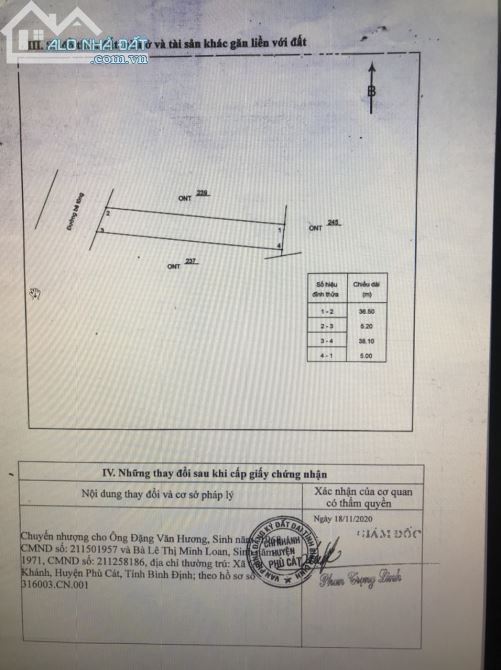 ALO NHÀ ĐẤT
.com.vn
III. ở và tài sản khác gắn liền với đất
B
Đường bê tông
ONT 239
2
1
ONT 245
3
4
ONT 237
Số hiệu đỉnh thửa Chiều dài (m)
1-2 36.50
2-3 5.20
3-4 38.10
4-1 5.00
IV. Những thay đổi sau khi cấp giấy chứng nhận
Nội dung thay đổi và cơ sở pháp lý
Xác nhận của cơ quan
có thẩm quyền
Chuyển nhượng cho Ông Đặng Văn Hương, Sinh năm
CMND số: 211501957 và Bà Lê Thị Minh Loan, Sinh năm
1971, CMND số: 211258186, địa chỉ thường trú: Xã
Khánh, Huyện Phù Cát, Tỉnh Bình Định; theo hồ sơ số
316003.CN.001
Ngày 18/11/2020
GIÁM ĐỐC
VĂN PHÒNG ĐĂNG KÝ ĐẤT ĐAI TỈNH BÌNH ĐỊNH
CHI NHÁNH
HUYỆN
PHÙ CÁT
Phan Trọng Dinh